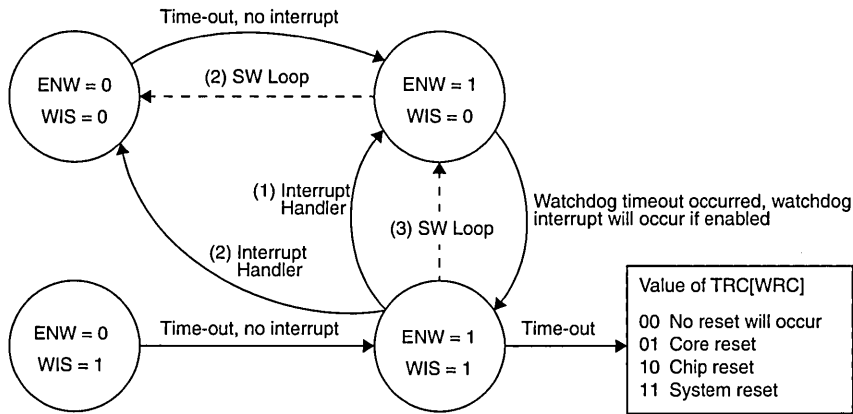 Time-out, no interrupt
ENW = 0
WIS = 0
(2) SW Loop
ENW = 1
WIS = 0
(1) Interrupt
Handler
(3) SW Loop
Watchdog timeout occurred, watchdog
interrupt will occur if enabled
(2) Interrupt
Handler
ENW = 0
WIS = 1
Time-out, no interrupt
ENW = 1
WIS = 1
Time-out
Value of TRC[WRC]
00 No reset will occur
01 Core reset
10 Chip reset
11 System reset